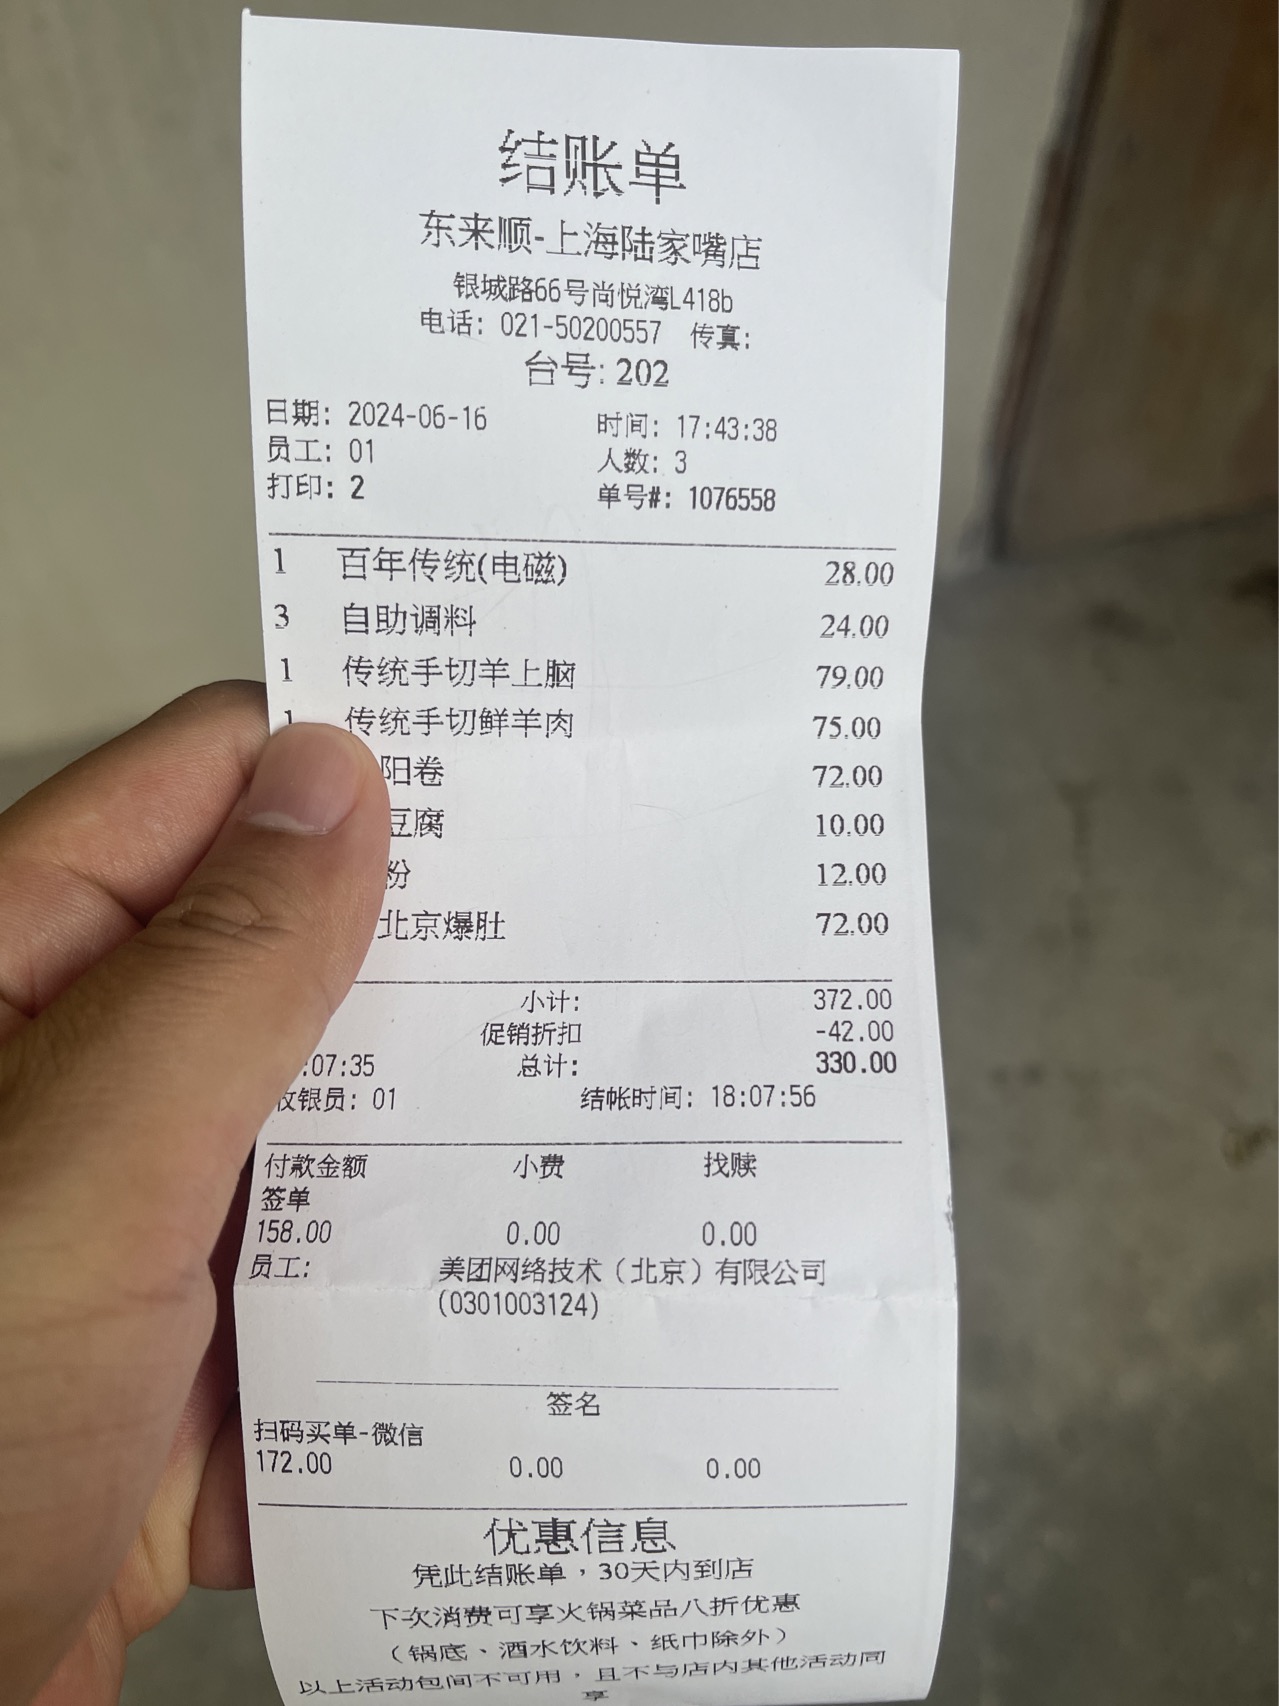 结账单
东来顺-上海陆家嘴店
银城路66号尚悦湾L418b
电话: 021-50200557 传真:
台号: 202
日期: 2024-06-16 时间: 17:43:38
员工: 01 人数: 3
打印: 2 单号#: 1076558
1 百年传统(电磁) 28.00
3 自助调料 24.00
1 传统手切羊上脑 79.00
1 传统手切鲜羊肉 75.00
阳卷 72.00
豆腐 10.00
粉 12.00
北京爆肚 72.00
小计: 372.00
促销折扣 -42.00
:07:35 总计: 330.00
收银员: 01 结帐时间: 18:07:56
付款金额 小费 找赎
签单
158.00 0.00 0.00
员工: 美团网络技术（北京）有限公司
(0301003124)
签名
扫码买单-微信
172.00 0.00 0.00
优惠信息
凭此结账单，30天内到店
下次消费可享火锅菜品八折优惠
（锅底、酒水饮料、纸巾除外）
以上活动包间不可用，且不与店内其他活动同
享